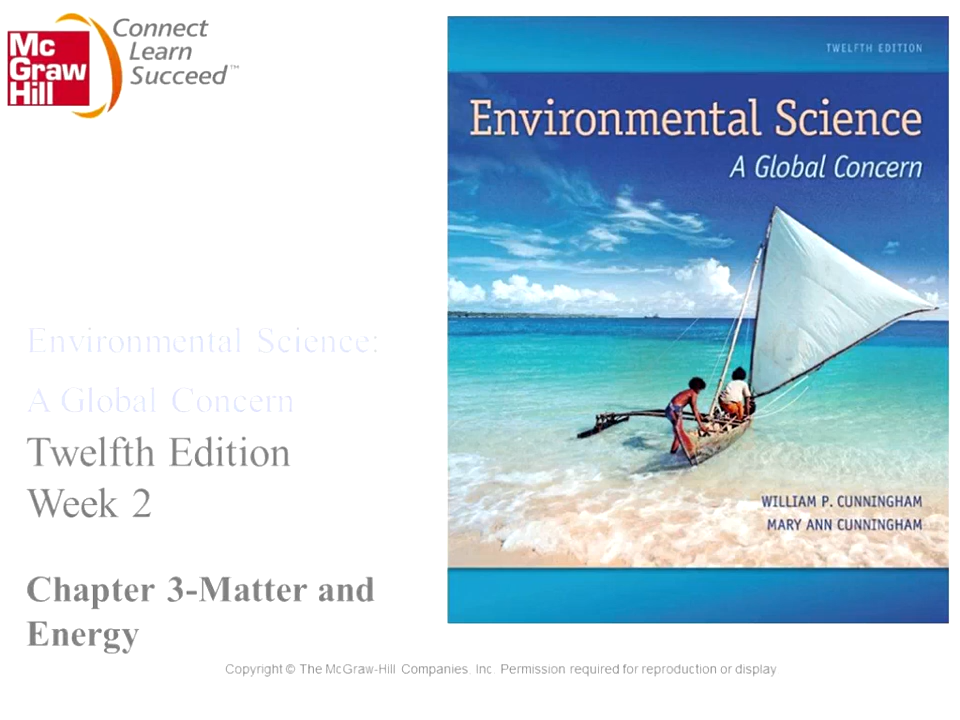 Mc
Graw
Hill
Connect
Learn
Succeed™
TWELFTH EDITION
Environmental Science
A Global Concern
WILLIAM P. CUNNINGHAM
MARY ANN CUNNINGHAM
Environmental Science:
A Global Concern
Twelfth Edition
Week 2
Chapter 3-Matter and
Energy
Copyright © The McGraw-Hill Companies, Inc. Permission required for reproduction or display